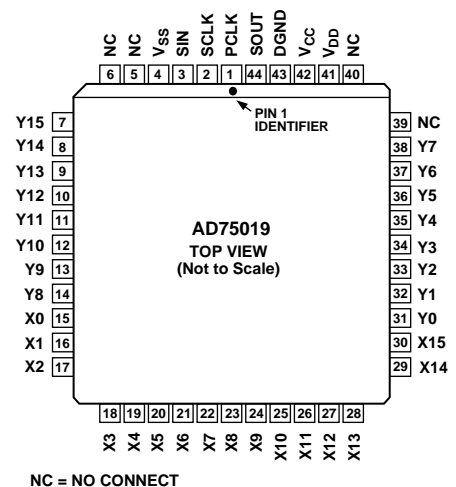 NC NC VSS SIN SCLK PCLK SOUT DGND VCC VDD NC
6 5 4 3 2 1 44 43 42 41 40
PIN 1
IDENTIFIER
Y15 7
Y14 8
Y13 9
Y12 10
Y11 11
Y10 12
Y9 13
Y8 14
X0 15
X1 16
X2 17
AD75019
TOP VIEW
(Not to Scale)
39 NC
38 Y7
37 Y6
36 Y5
35 Y4
34 Y3
33 Y2
32 Y1
31 Y0
30 X15
29 X14
18 19 20 21 22 23 24 25 26 27 28
X3 X4 X5 X6 X7 X8 X9 X10 X11 X12 X13
NC = NO CONNECT